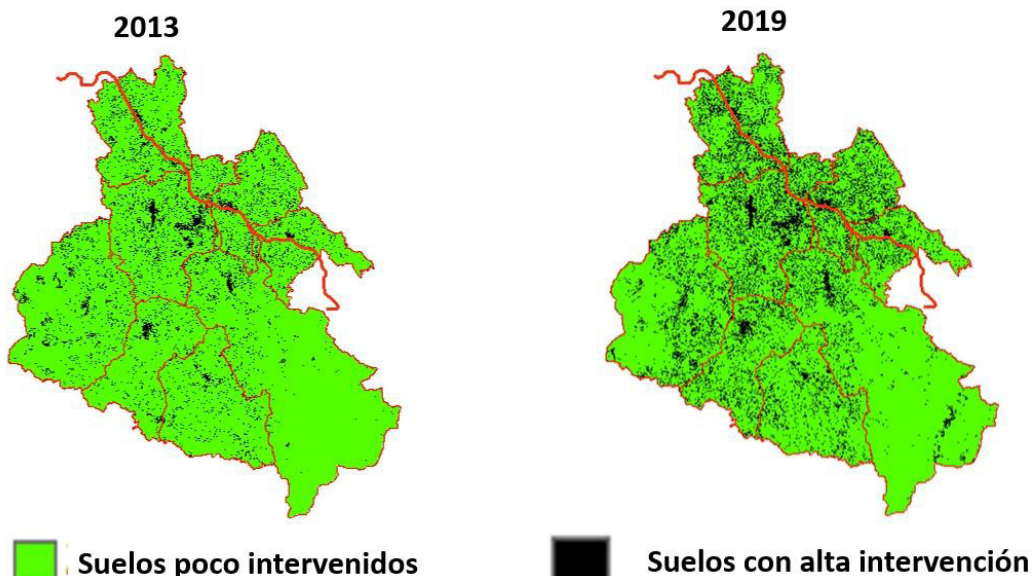 2013
2019
Suelos poco intervenidos
Suelos con alta intervención